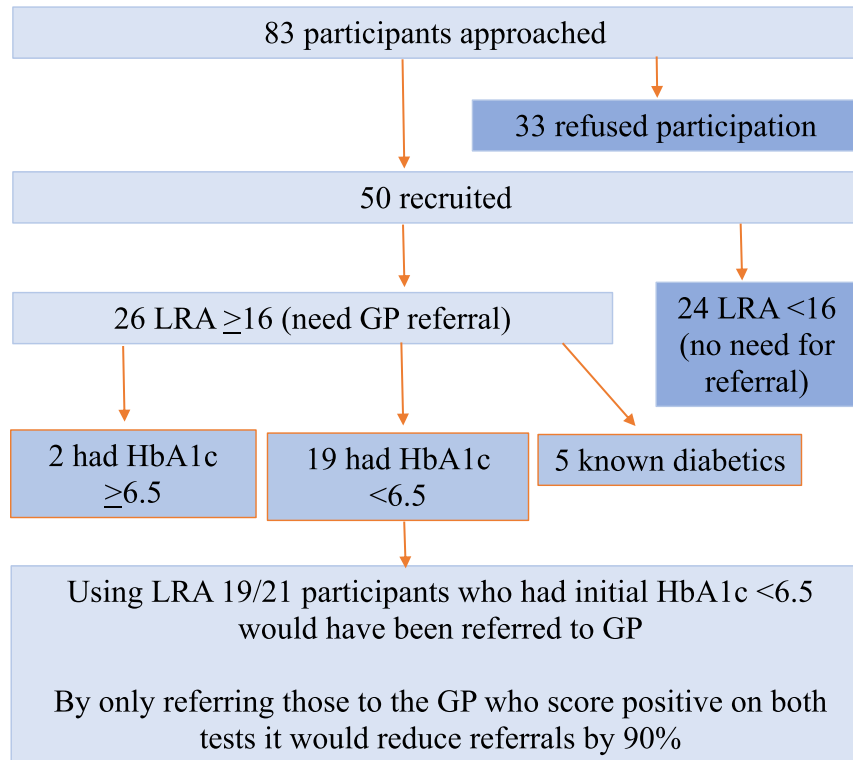 83 participants approached
33 refused participation
50 recruited
26 LRA ≥16 (need GP referral)
24 LRA <16
(no need for
referral)
2 had HbA1c
≥6.5
19 had HbA1c
<6.5
5 known diabetics
Using LRA 19/21 participants who had initial HbA1c <6.5
would have been referred to GP
By only referring those to the GP who score positive on both
tests it would reduce referrals by 90%